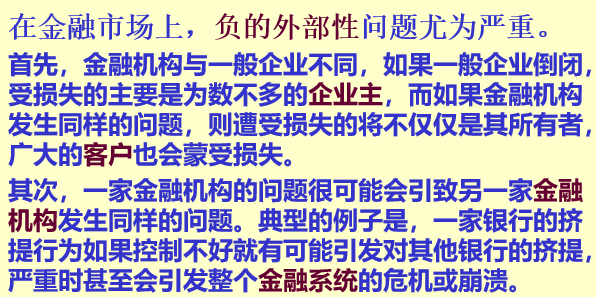 在金融市场上，负的外部性问题尤为严重。
首先，金融机构与一般企业不同，如果一般企业倒闭，
受损失的主要是为数不多的企业主，而如果金融机构
发生同样的问题，则遭受损失的将不仅仅是其所有者，
广大的客户也会蒙受损失。
其次，一家金融机构的问题很可能会引致另一家金融
机构发生同样的问题。典型的例子是，一家银行的挤
提行为如果控制不好就有可能引发对其他银行的挤提，
严重时甚至会引发整个金融系统的危机或崩溃。